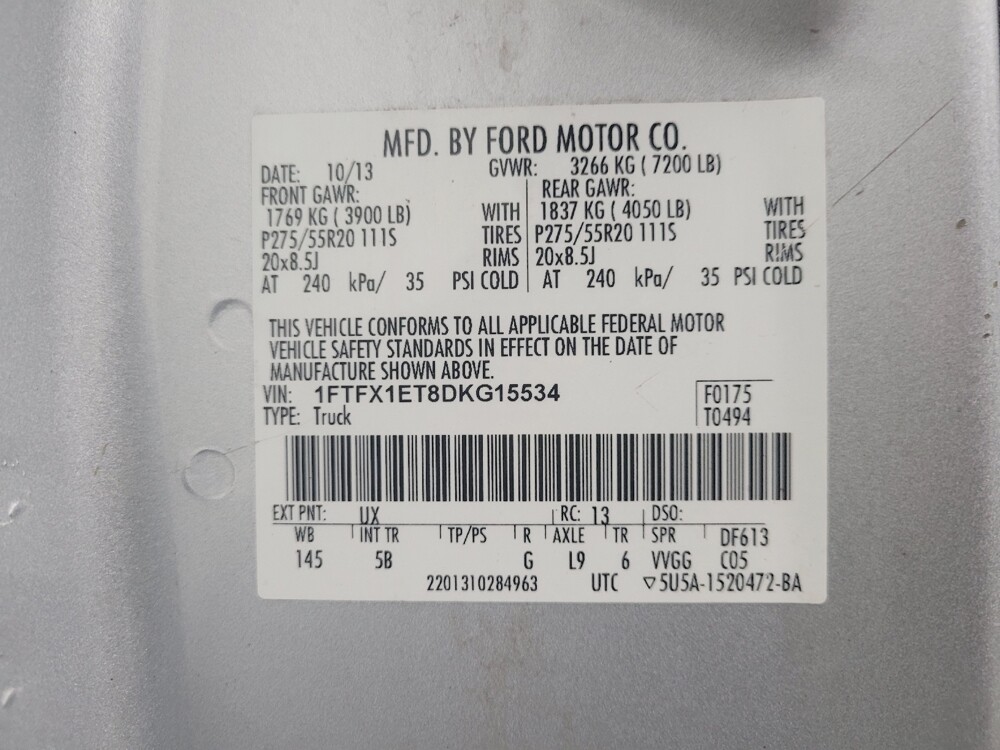 MFD. BY FORD MOTOR CO.
DATE: 10/13 GVWR: 3266 KG ( 7200 LB)
FRONT GAWR: REAR GAWR:
1769 KG ( 3900 LB) WITH 1837 KG ( 4050 LB) WITH
P275/55R20 111S TIRES P275/55R20 111S TIRES
20x8.5J RIMS 20x8.5J RIMS
AT 240 kPa/ 35 PSI COLD AT 240 kPa/ 35 PSI COLD
THIS VEHICLE CONFORMS TO ALL APPLICABLE FEDERAL MOTOR
VEHICLE SAFETY STANDARDS IN EFFECT ON THE DATE OF
MANUFACTURE SHOWN ABOVE.
VIN: 1FTFX1ET8DKG15534 F0175
TYPE: Truck T0494
EXT PNT: UX RC: 13 DSO:
WB INT TR TP/PS R AXLE TR SPR DF613
145 5B G L9 6 VVGG C05
2201310284963 UTC ▽5U5A-1520472-BA